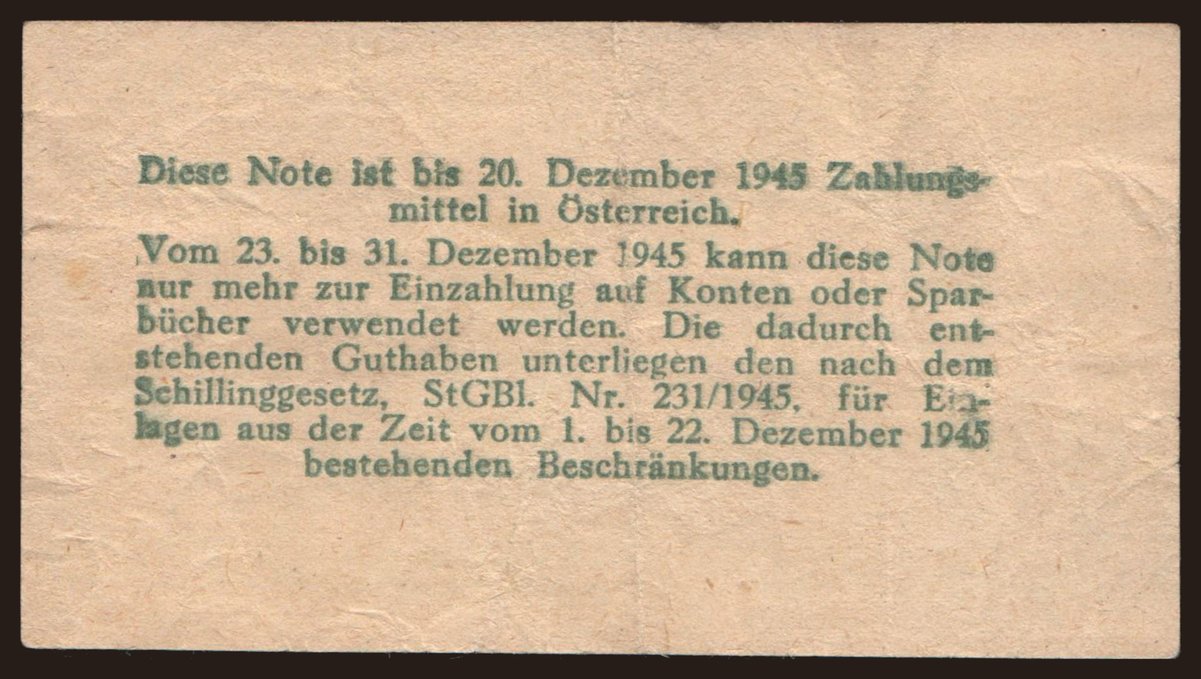 Diese Note ist bis 20. Dezember 1945 Zahlungs-
mittel in Österreich.
Vom 23. bis 31. Dezember 1945 kann diese Note
nur mehr zur Einzahlung auf Konten oder Spar-
bücher verwendet werden. Die dadurch ent-
stehenden Guthaben unterliegen den nach dem
Schillinggesetz, StGBl. Nr. 231/1945, für Ein-
lagen aus der Zeit vom 1. bis 22. Dezember 1945
bestehenden Beschränkungen.